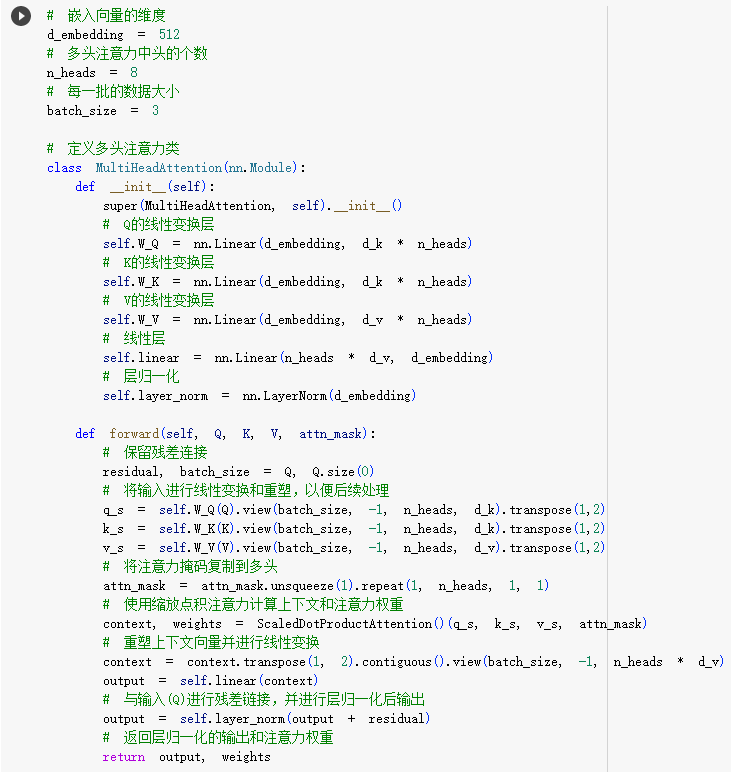 # 嵌入向量的维度
d_embedding = 512
# 多头注意力中头的个数
n_heads = 8
# 每一批的数据大小
batch_size = 3

# 定义多头注意力类
class MultiHeadAttention(nn.Module):
    def __init__(self):
        super(MultiHeadAttention, self).__init__()
        # Q的线性变换层
        self.W_Q = nn.Linear(d_embedding, d_k * n_heads)
        # K的线性变换层
        self.W_K = nn.Linear(d_embedding, d_k * n_heads)
        # V的线性变换层
        self.W_V = nn.Linear(d_embedding, d_v * n_heads)
        # 线性层
        self.linear = nn.Linear(n_heads * d_v, d_embedding)
        # 层归一化
        self.layer_norm = nn.LayerNorm(d_embedding)

    def forward(self, Q, K, V, attn_mask):
        # 保留残差连接
        residual, batch_size = Q, Q.size(0)
        # 将输入进行线性变换和重塑，以便后续处理
        q_s = self.W_Q(Q).view(batch_size, -1, n_heads, d_k).transpose(1,2)
        k_s = self.W_K(K).view(batch_size, -1, n_heads, d_k).transpose(1,2)
        v_s = self.W_V(V).view(batch_size, -1, n_heads, d_v).transpose(1,2)
        # 将注意力掩码复制到多头
        attn_mask = attn_mask.unsqueeze(1).repeat(1, n_heads, 1, 1)
        # 使用缩放点积注意力计算上下文和注意力权重
        context, weights = ScaledDotProductAttention()(q_s, k_s, v_s, attn_mask)
        # 重塑上下文向量并进行线性变换
        context = context.transpose(1, 2).contiguous().view(batch_size, -1, n_heads * d_v)
        output = self.linear(context)
        # 与输入(Q)进行残差链接，并进行层归一化后输出
        output = self.layer_norm(output + residual)
        # 返回层归一化的输出和注意力权重
        return output, weights